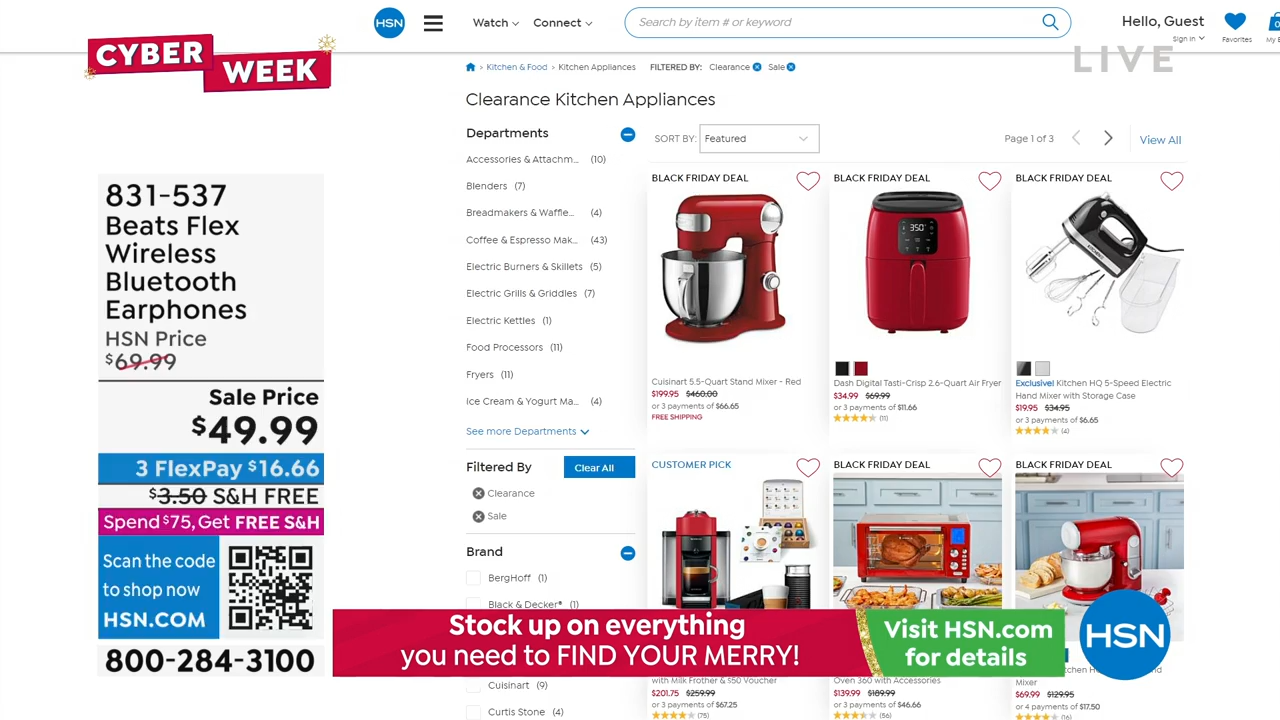 HSN
Watch
Connect
Search by item # or keyword
Hello, Guest
Sign In
Favorites
LIVE
CYBER
WEEK
Kitchen & Food > Kitchen Appliances
FILTERED BY: Clearance Sale
Clearance Kitchen Appliances
831-537
Beats Flex
Wireless
Bluetooth
Earphones
HSN Price
$69.99
Sale Price
$49.99
3 FlexPay $16.66
$3.50 S&H FREE
Spend $75, Get FREE S&H
Scan the code
to shop now
HSN.COM
800-284-3100
Departments
Accessories & Attachm... (10)
Blenders (7)
Breadmakers & Waffle... (4)
Coffee & Espresso Mak... (43)
Electric Burners & Skillets (5)
Electric Grills & Griddles (7)
Electric Kettles (1)
Food Processors (11)
Fryers (11)
Ice Cream & Yogurt Ma... (4)
See more Departments
Filtered By
Clear All
Clearance
Sale
Brand
BergHoff (1)
Black & Decker® (1)
Cuisinart (9)
Curtis Stone (4)
SORT BY: Featured
Page 1 of 3
View All
BLACK FRIDAY DEAL
Cuisinart 5.5-Quart Stand Mixer - Red
$199.95 $460.00
or 3 payments of $66.65
FREE SHIPPING
BLACK FRIDAY DEAL
350°
Dash Digital Tasti-Crisp 2.6-Quart Air Fryer
$34.99 $69.99
or 3 payments of $11.66
(11)
BLACK FRIDAY DEAL
Exclusive! Kitchen HQ 5-Speed Electric
Hand Mixer with Storage Case
$19.95 $34.95
or 3 payments of $6.65
(4)
CUSTOMER PICK
with Milk Frother & $50 Voucher
$201.75 $259.99
or 3 payments of $67.25
(75)
BLACK FRIDAY DEAL
Oven 360 with Accessories
$139.99 $189.99
or 3 payments of $46.66
(56)
BLACK FRIDAY DEAL
Mixer
$69.99 $129.95
or 4 payments of $17.50
(16)
Stock up on everything
you need to FIND YOUR MERRY!
Visit HSN.com
for details
HSN